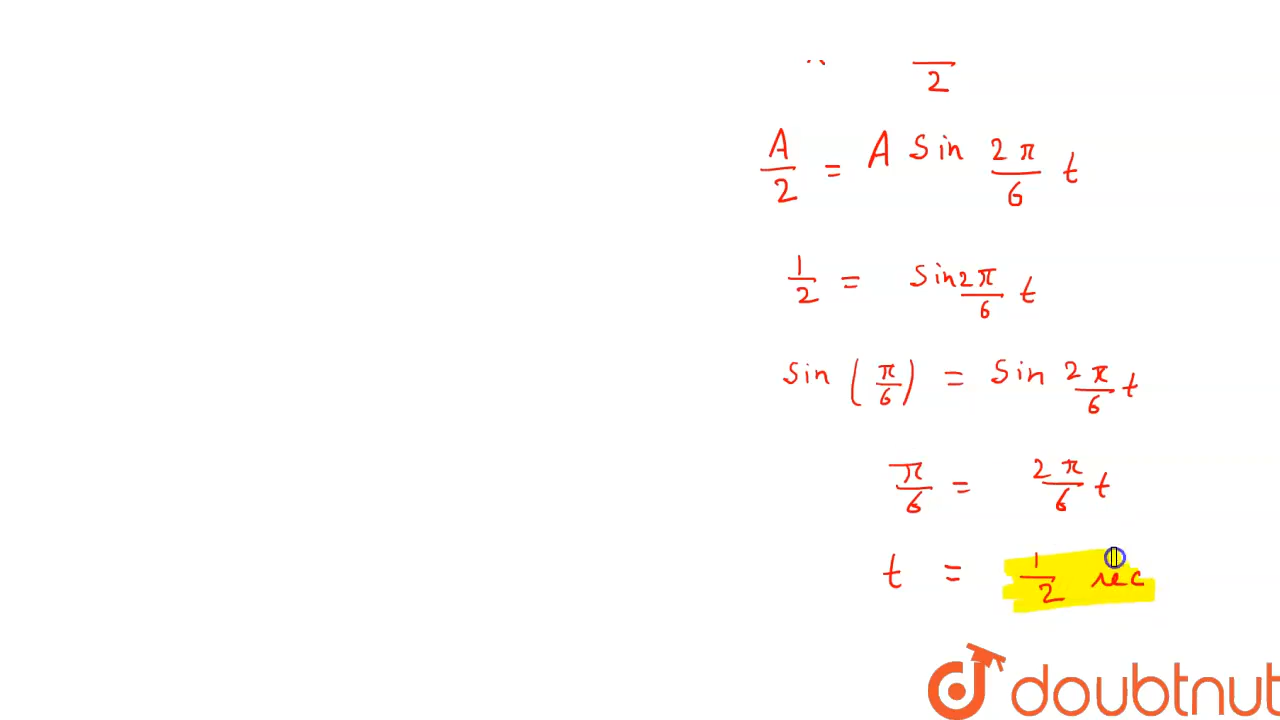 2
A/2 = A sin 2π/6 t
1/2 = sin 2π/6 t
sin (π/6) = sin 2π/6 t
π/6 = 2π/6 t
t = 1/2 sec
doubtnut